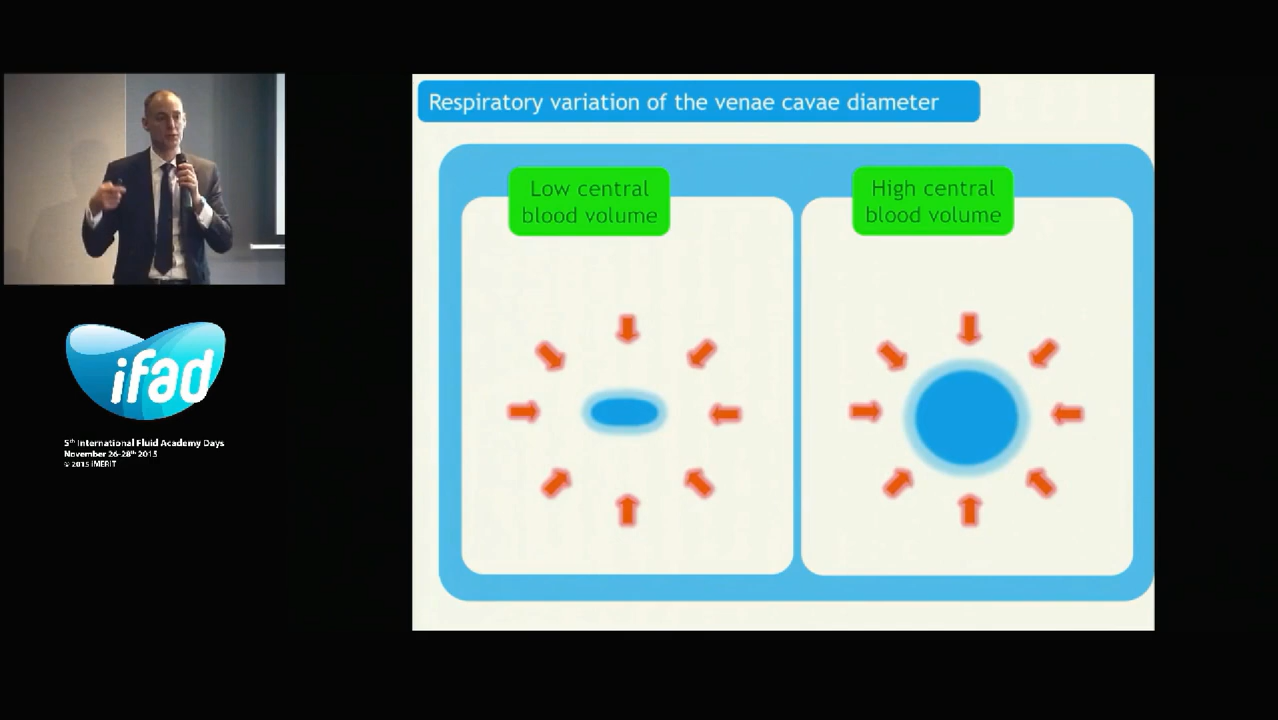 Respiratory variation of the venae cavae diameter
Low central
blood volume
High central
blood volume
ifad
5th International Fluid Academy Days
November 26-28th 2015
© 2015 iMERIT